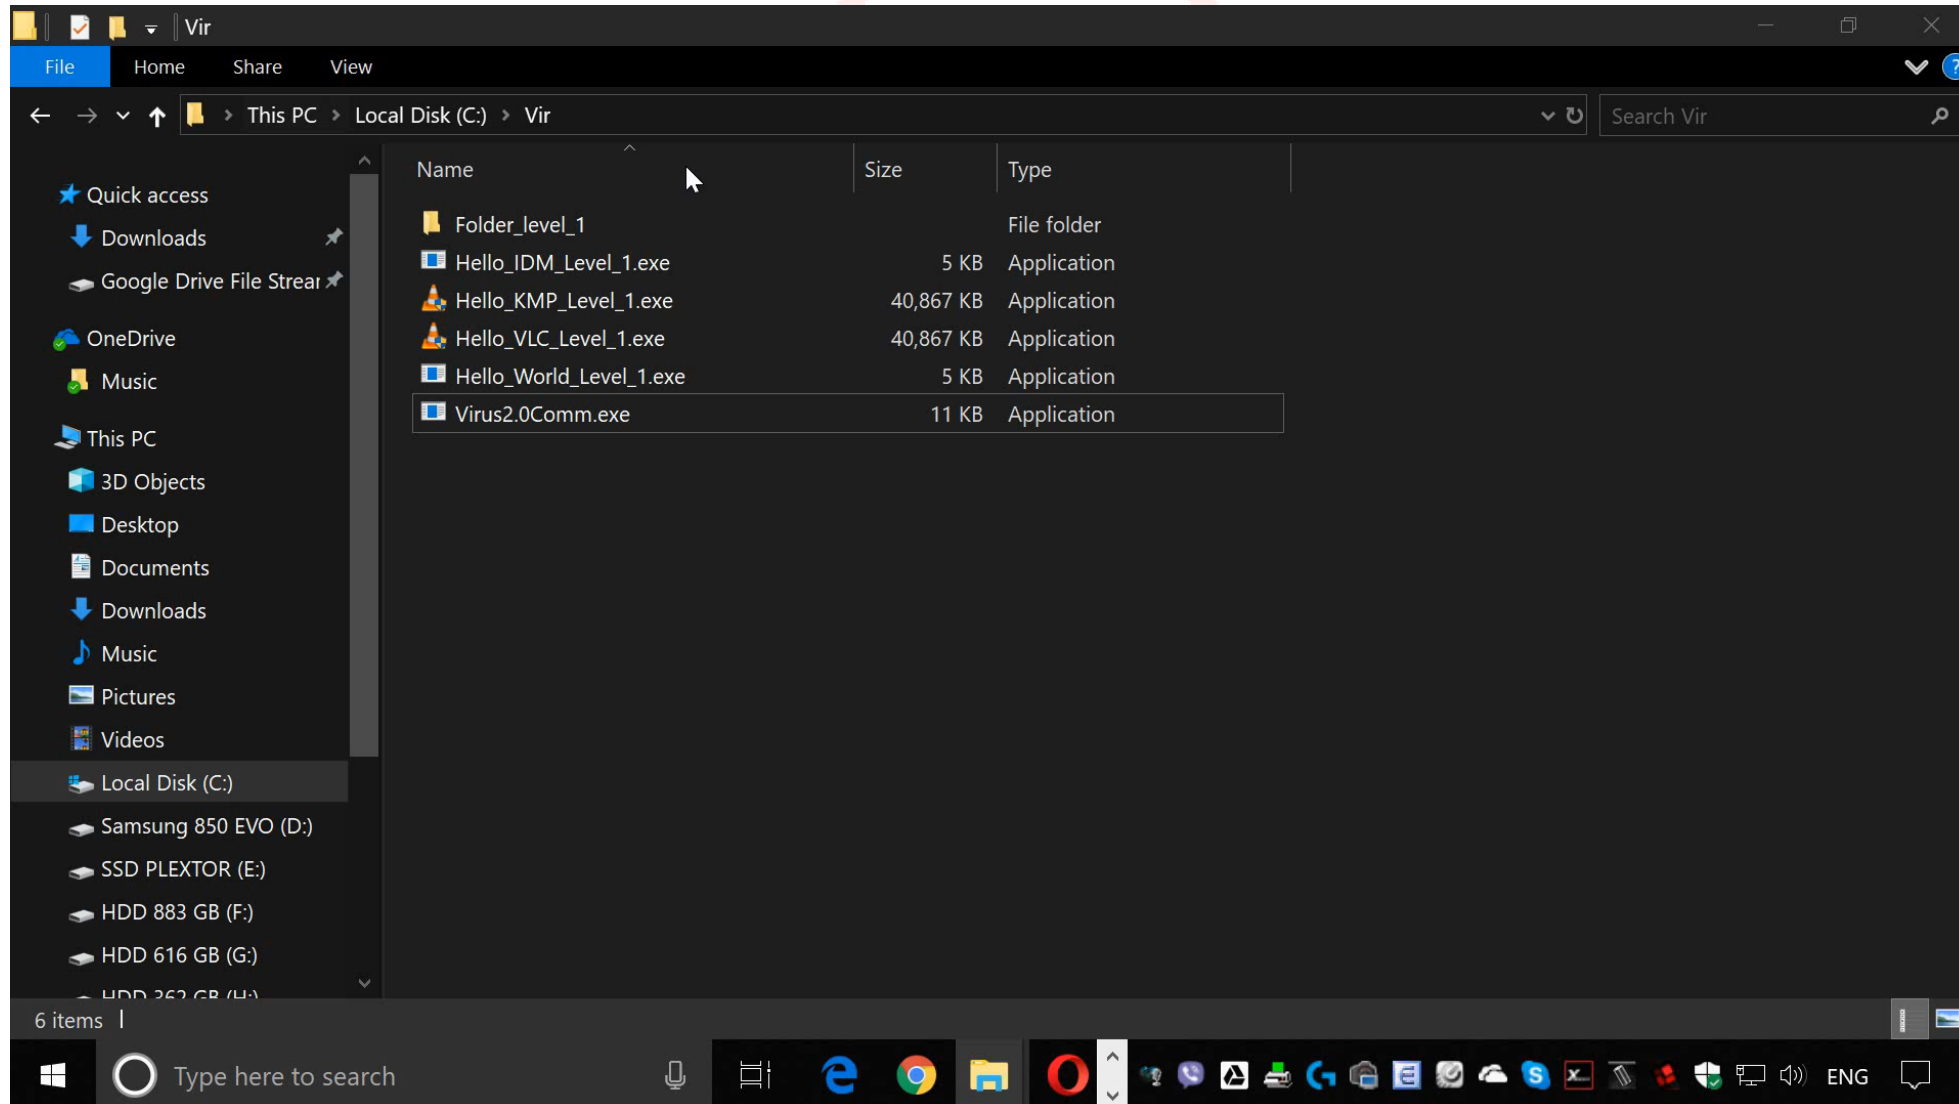 Vir
File Home Share View
This PC Local Disk (C:) Vir
Search Vir
Name Size Type
Quick access
Downloads
Google Drive File Strear
OneDrive
Music
This PC
3D Objects
Desktop
Documents
Downloads
Music
Pictures
Videos
Local Disk (C:)
Samsung 850 EVO (D:)
SSD PLEXTOR (E:)
HDD 883 GB (F:)
HDD 616 GB (G:)
HDD 362 GB (H:)
Folder_level_1 File folder
Hello_IDM_Level_1.exe 5 KB Application
Hello_KMP_Level_1.exe 40,867 KB Application
Hello_VLC_Level_1.exe 40,867 KB Application
Hello_World_Level_1.exe 5 KB Application
Virus2.0Comm.exe 11 KB Application
6 items
Type here to search
ENG